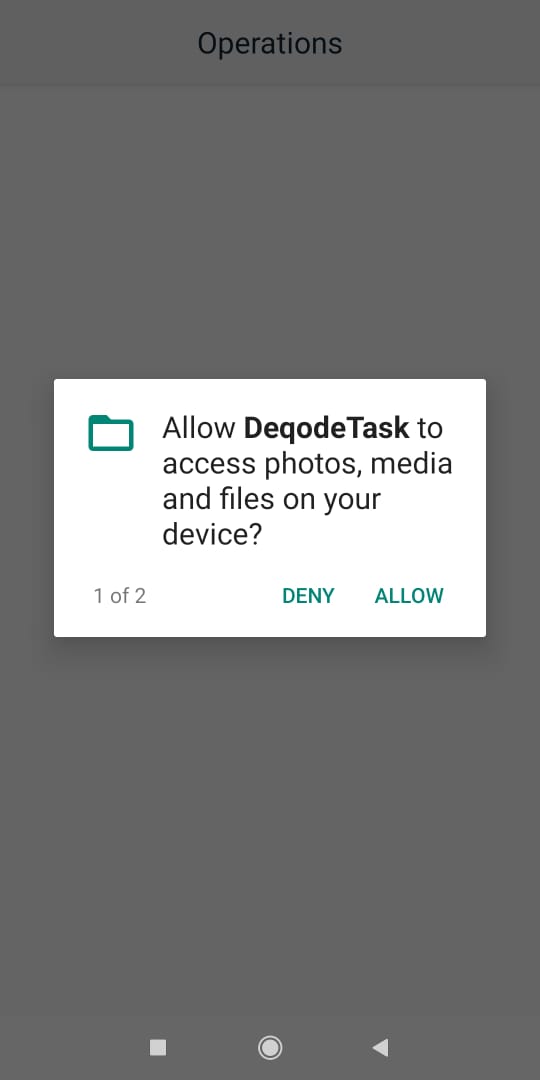 Operations
Allow DeqodeTask to
access photos, media
and files on your
device?
1 of 2 DENY ALLOW